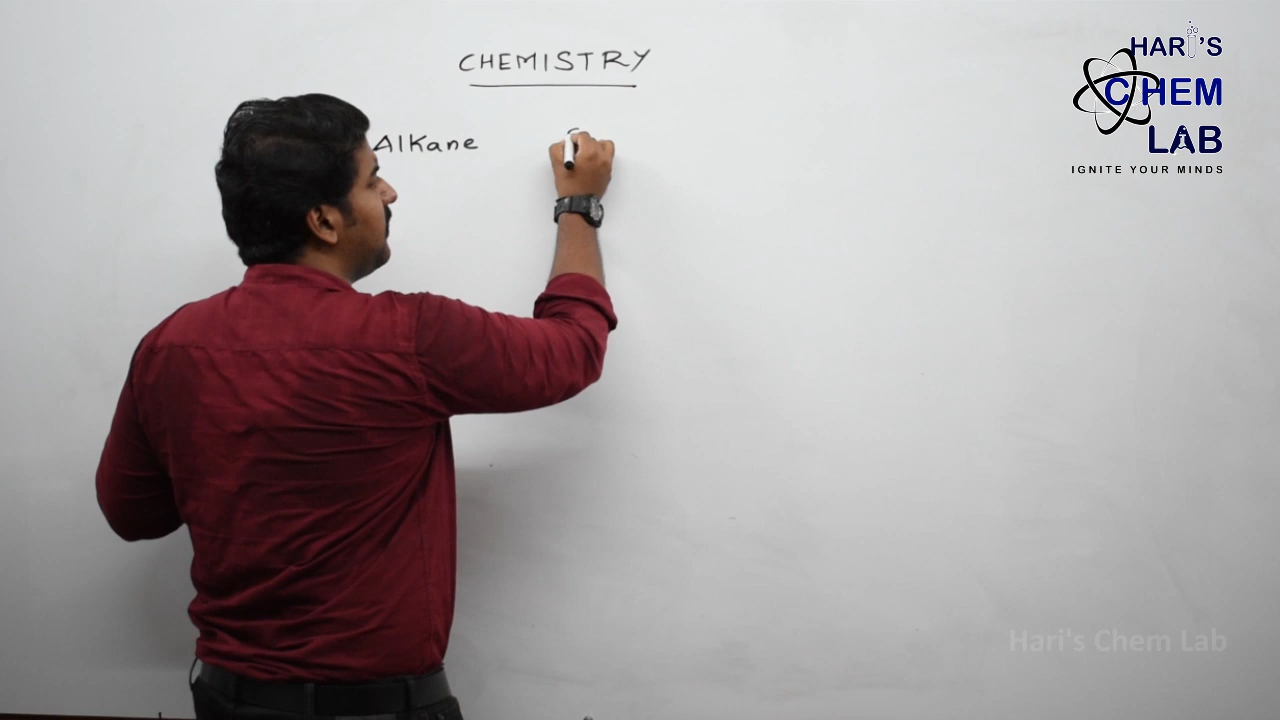 CHEMISTRY
Alkane
HARI'S
CHEM
LAB
IGNITE YOUR MINDS
Hari's Chem Lab